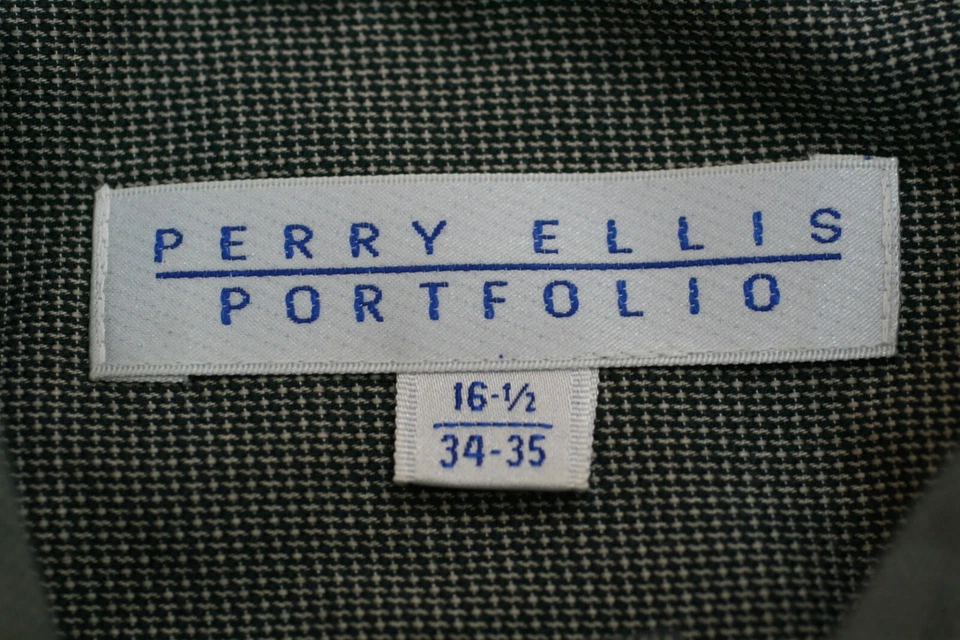 PERRY ELLIS
PORTFOLIO
16-1/2
34-35